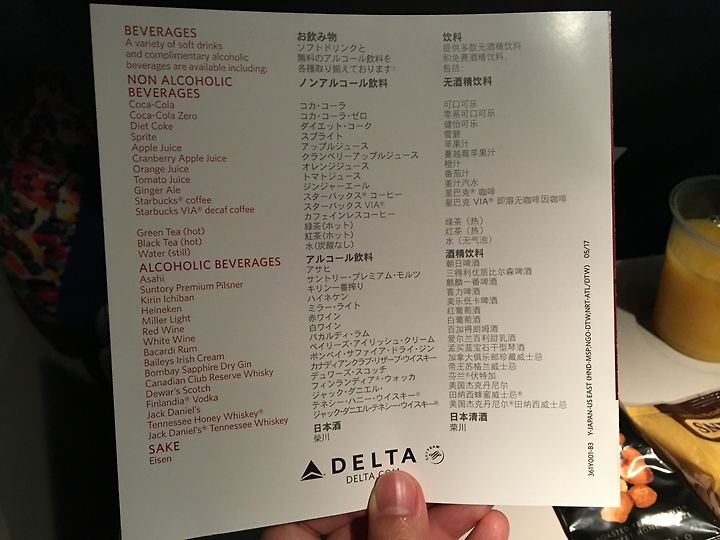 BEVERAGES
A variety of soft drinks
and complimentary alcoholic
beverages are available including:
NON ALCOHOLIC
BEVERAGES
Coca-Cola
Coca-Cola Zero
Diet Coke
Sprite
Apple Juice
Cranberry Apple Juice
Orange Juice
Tomato Juice
Ginger Ale
Starbucks® coffee
Starbucks VIA® decaf coffee
Green Tea (hot)
Black Tea (hot)
Water (still)
ALCOHOLIC BEVERAGES
Asahi
Suntory Premium Pilsner
Kirin Ichiban
Heineken
Miller Light
Red Wine
White Wine
Bacardi Rum
Baileys Irish Cream
Bombay Sapphire Dry Gin
Canadian Club Reserve Whisky
Dewar's Scotch
Finlandia® Vodka
Jack Daniel's
Tennessee Honey Whiskey®
Jack Daniel's® Tennessee Whiskey
SAKE
Eisen
お飲み物
ソフトドリンクと
無料のアルコール飲料を
各種取り揃えております:
ノンアルコール飲料
コカ・コーラ
コカ・コーラ・ゼロ
ダイエット・コーク
スプライト
アップルジュース
クランベリーアップルジュース
オレンジジュース
トマトジュース
ジンジャーエール
スターバックス® コーヒー
スターバックス VIA®
カフェインレスコーヒー
緑茶(ホット)
紅茶(ホット)
水(炭酸なし)
アルコール飲料
アサヒ
サントリー・プレミアム・モルツ
キリン一番搾り
ハイネケン
ミラー・ライト
赤ワイン
白ワイン
バカルディ・ラム
ベイリーズ・アイリッシュ・クリーム
ボンベイ・サファイア・ドライ・ジン
カナディアンクラブ・リザーブ・ウイスキー
デュワーズ・スコッチ
フィンランディア®・ウォッカ
ジャック・ダニエル・
テネシー・ハニー・ウイスキー®
ジャック・ダニエルテネシー・ウイスキー®
日本酒
榮川
饮料
提供多款无酒精饮料
和免费酒精饮料,
包括:
无酒精饮料
可口可乐
零系可口可乐
健怡可乐
雪碧
苹果汁
蔓越莓苹果汁
橙汁
番茄汁
姜汁汽水
星巴克® 咖啡
星巴克 VIA® 即溶无咖啡因咖啡
绿茶(热)
红茶(热)
水(无气泡)
酒精饮料
朝日啤酒
三得利优质比尔森啤酒
麒麟一番啤酒
喜力啤酒
美乐低卡啤酒
红葡萄酒
白葡萄酒
百加得朗姆酒
爱尔兰百利甜乳酒
孟买蓝宝石干型琴酒
加拿大俱乐部珍藏威士忌
帝王苏格兰威士忌
芬兰®伏特加
美国杰克丹尼尔
田纳西蜂蜜威士忌®
美国杰克丹尼尔®田纳西威士忌
日本清酒
荣川
DELTA
DELTA.COM
361Y001-B3 Y-JAPAN-US EAST (HND-MSP/NGO-DTW/NRT-ATL/DTW) 05/17